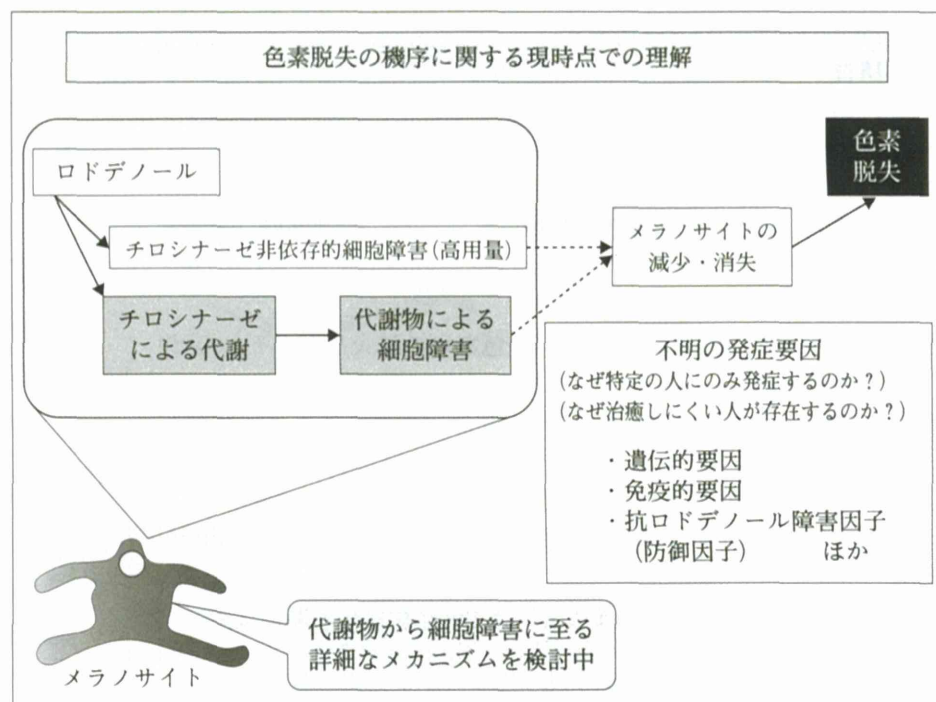 色素脱失の機序に関する現時点での理解
色素
脱失
ロドデノール
チロシナーゼ非依存的細胞障害(高用量)
メラノサイトの
減少・消失
チロシナーゼ
による代謝
代謝物による
細胞障害
不明の発症要因
(なぜ特定の人にのみ発症するのか?)
(なぜ治癒しにくい人が存在するのか?)
・遺伝的要因
・免疫的要因
・抗ロドデノール障害因子
(防御因子) ほか
代謝物から細胞障害に至る
詳細なメカニズムを検討中
メラノサイト